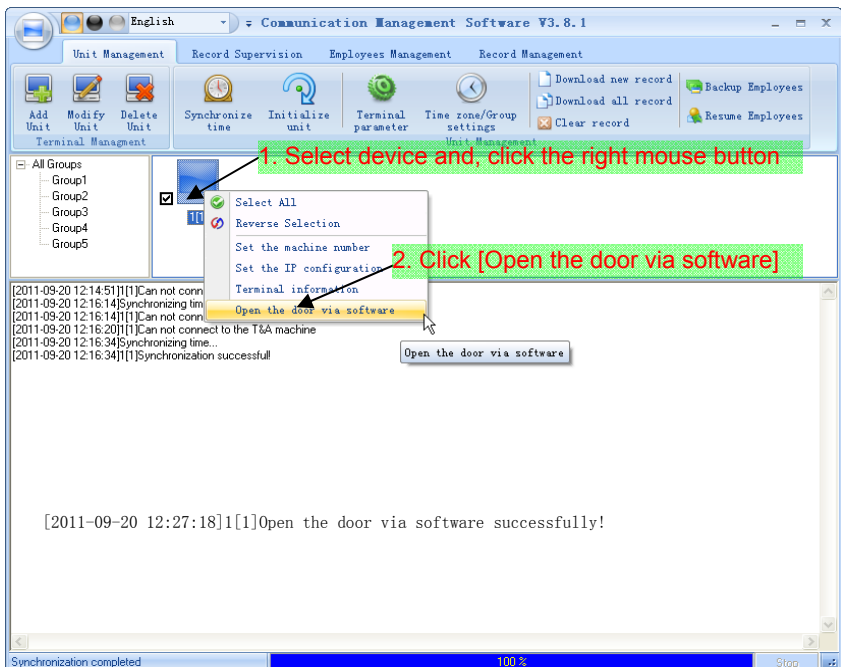 English
Communication Management Software V3.8.1
Unit Management Record Supervision Employees Management Record Management
Add Unit
Modify Unit
Delete Unit
Terminal Managment
Synchronize time
Initialize unit
Terminal parameter
Time zone/Group settings
Download new record
Download all record
Clear record
Backup Employees
Resume Employees
Unit Management
1. Select device and, click the right mouse button
All Groups
Group1
Group2
Group3
Group4
Group5
1[1
Select All
Reverse Selection
Set the machine number
Set the IP configuration
Terminal information
Open the door via software
2. Click [Open the door via software]
Open the door via software
[2011-09-20 12:14:51]1[1]Can not conn
[2011-09-20 12:16:14]Synchronizing tim
[2011-09-20 12:16:14]1[1]Can not conn
[2011-09-20 12:16:20]1[1]Can not connect to the T&A machine
[2011-09-20 12:16:34]Synchronizing time...
[2011-09-20 12:16:34]1[1]Synchronization successful!
[2011-09-20 12:27:18]1[1]Open the door via software successfully!
Synchronization completed
100 %
Stop